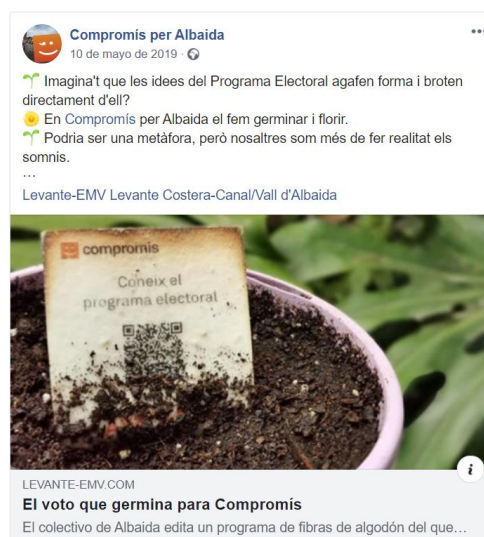 Compromís per Albaida
10 de mayo de 2019 ·
Imagina't que les idees del Programa Electoral agafen forma i broten
directament d'ell?
En Compromís per Albaida el fem germinar i florir.
Podria ser una metàfora, però nosaltres som més de fer realitat els
somnis.
...
Levante-EMV Levante Costera-Canal/Vall d'Albaida
compromís
Coneix el
programa electoral
LEVANTE-EMV.COM
El voto que germina para Compromís
El colectivo de Albaida edita un programa de fibras de algodón del que...